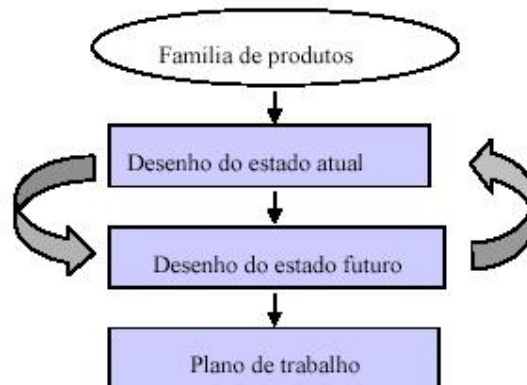 Família de produtos
Desenho do estado atual
Desenho do estado futuro
Plano de trabalho